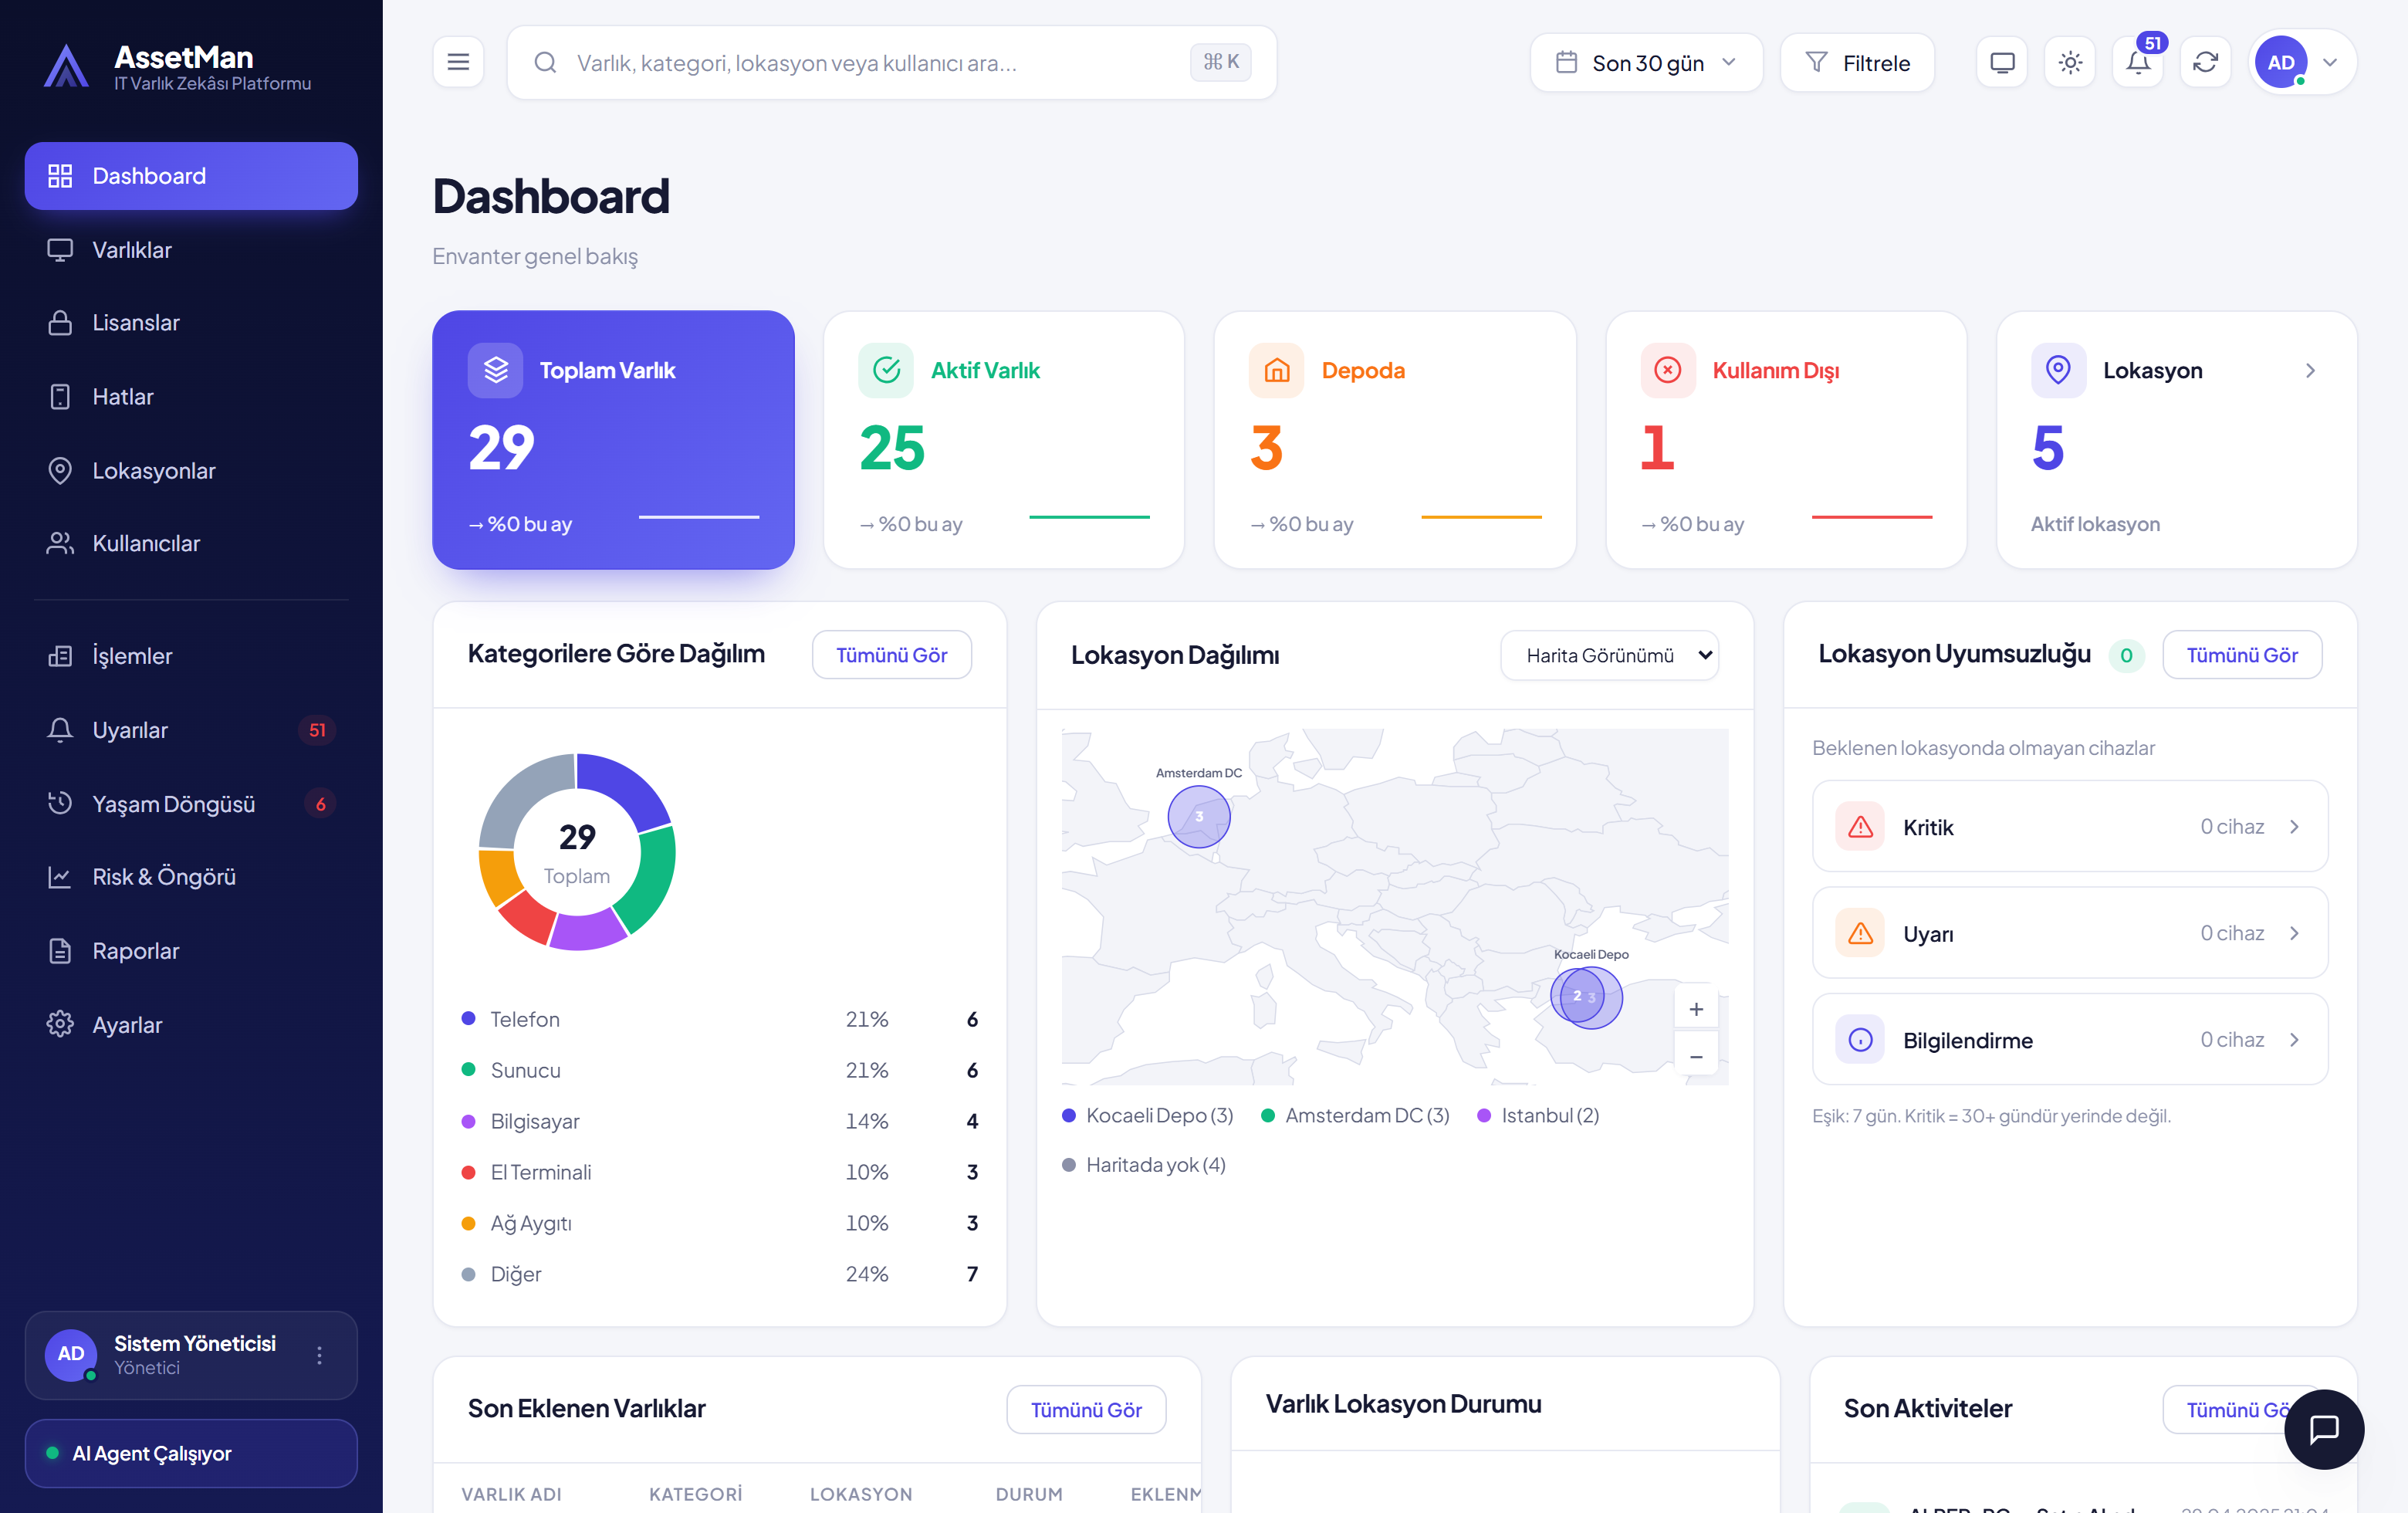 AssetMan
IT Varlık Zekâsı Platformu
Dashboard
Varlıklar
Lisanslar
Hatlar
Lokasyonlar
Kullanıcılar
İşlemler
Uyarılar 51
Yaşam Döngüsü 6
Risk & Öngörü
Raporlar
Ayarlar
AD
Sistem Yöneticisi
Yönetici
AI Agent Çalışıyor
Varlık, kategori, lokasyon veya kullanıcı ara... ⌘ K
Son 30 gün
Filtrele
51
AD
Dashboard
Envanter genel bakış
Toplam Varlık
29
→ %0 bu ay
Aktif Varlık
25
→ %0 bu ay
Depoda
3
→ %0 bu ay
Kullanım Dışı
1
→ %0 bu ay
Lokasyon
5
Aktif lokasyon
Kategorilere Göre Dağılım Tümünü Gör
29
Toplam
Telefon 21% 6
Sunucu 21% 6
Bilgisayar 14% 4
El Terminali 10% 3
Ağ Aygıtı 10% 3
Diğer 24% 7
Lokasyon Dağılımı Harita Görünümü
Amsterdam DC
3
Kocaeli Depo
2 3
+
−
Kocaeli Depo (3) Amsterdam DC (3) Istanbul (2)
Haritada yok (4)
Lokasyon Uyumsuzluğu 0 Tümünü Gör
Beklenen lokasyonda olmayan cihazlar
Kritik 0 cihaz
Uyarı 0 cihaz
Bilgilendirme 0 cihaz
Eşik: 7 gün. Kritik = 30+ gündür yerinde değil.
Son Eklenen Varlıklar Tümünü Gör
VARLIK ADI KATEGORİ LOKASYON DURUM
Varlık Lokasyon Durumu
Son Aktiviteler Tümünü